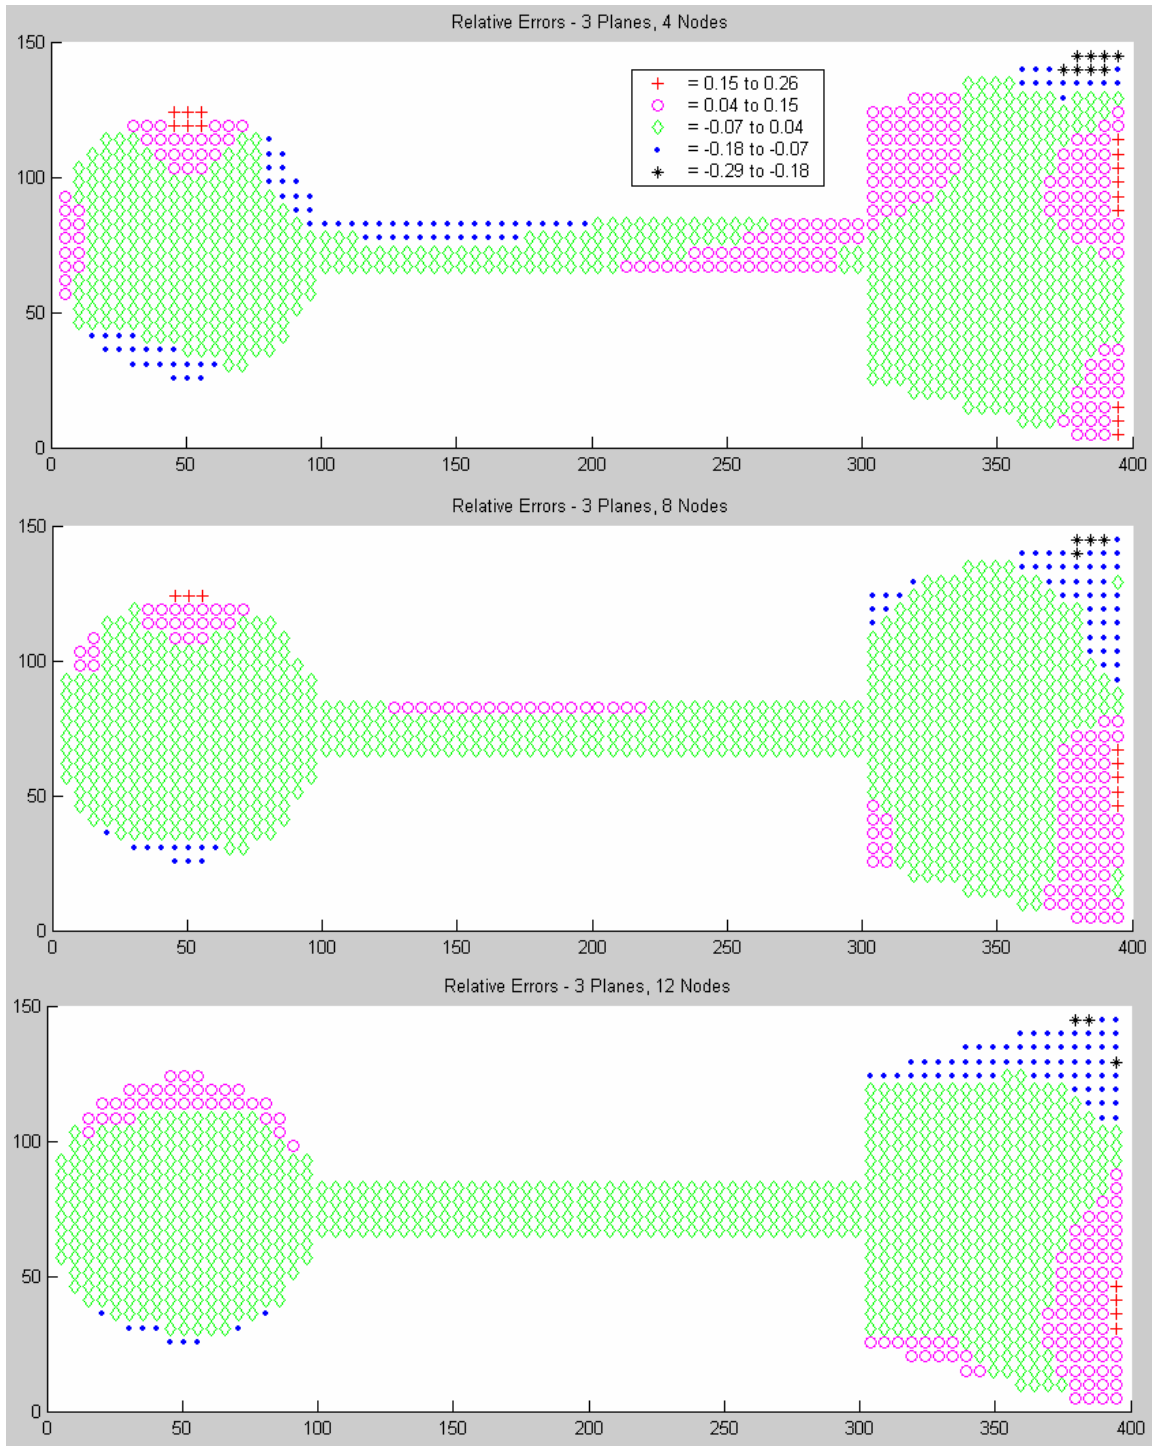 Relative Errors - 3 Planes, 4 Nodes
150
100
50
0
= 0.15 to 0.26
= 0.04 to 0.15
= -0.07 to 0.04
= -0.18 to -0.07
= -0.29 to -0.18
0 50 100 150 200 250 300 350 400
Relative Errors - 3 Planes, 8 Nodes
150
100
50
0
0 50 100 150 200 250 300 350 400
Relative Errors - 3 Planes, 12 Nodes
150
100
50
0
0 50 100 150 200 250 300 350 400